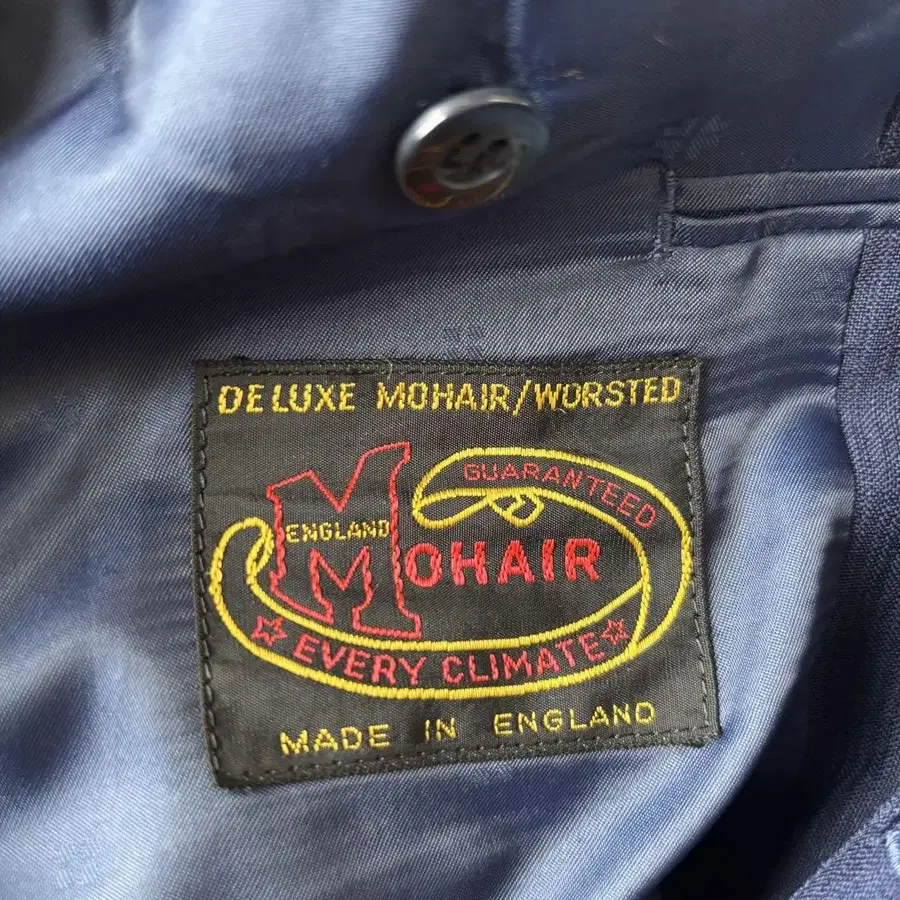 DELUXE MOHAIR/WORSTED
GUARANTEED
ENGLAND
MOHAIR
EVERY CLIMATE
MADE IN ENGLAND